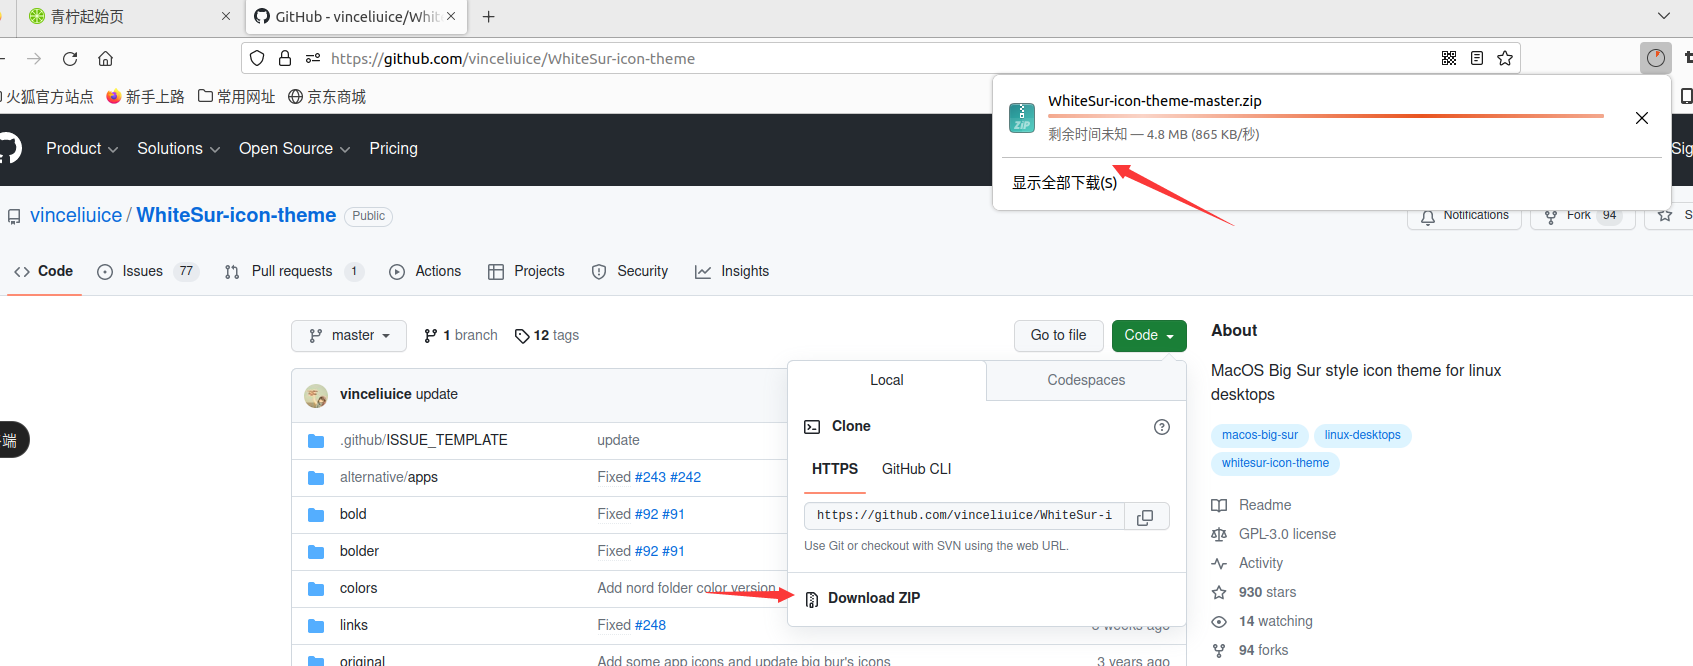 青柠起始页
GitHub - vinceliuice/Whit
https://github.com/vinceliuice/WhiteSur-icon-theme
火狐官方站点 新手上路 常用网址 京东商城
WhiteSur-icon-theme-master.zip
剩余时间未知 — 4.8 MB (865 KB/秒)
显示全部下载(S)
Product Solutions Open Source Pricing
Sig
vinceliuice / WhiteSur-icon-theme Public
Notifications Fork 94 S
Code Issues 77 Pull requests 1 Actions Projects Security Insights
master 1 branch 12 tags Go to file Code
About
MacOS Big Sur style icon theme for linux
desktops
macos-big-sur linux-desktops
whitesur-icon-theme
Readme
GPL-3.0 license
Activity
930 stars
14 watching
94 forks
Local Codespaces
Clone
HTTPS GitHub CLI
https://github.com/vinceliuice/WhiteSur-i
Use Git or checkout with SVN using the web URL.
Download ZIP
vinceliuice update
.github/ISSUE_TEMPLATE update
alternative/apps Fixed #243 #242
bold Fixed #92 #91
bolder Fixed #92 #91
colors Add nord folder color version
links Fixed #248 3 weeks ago
original Add some app icons and update big bur's icons 3 years ago
端